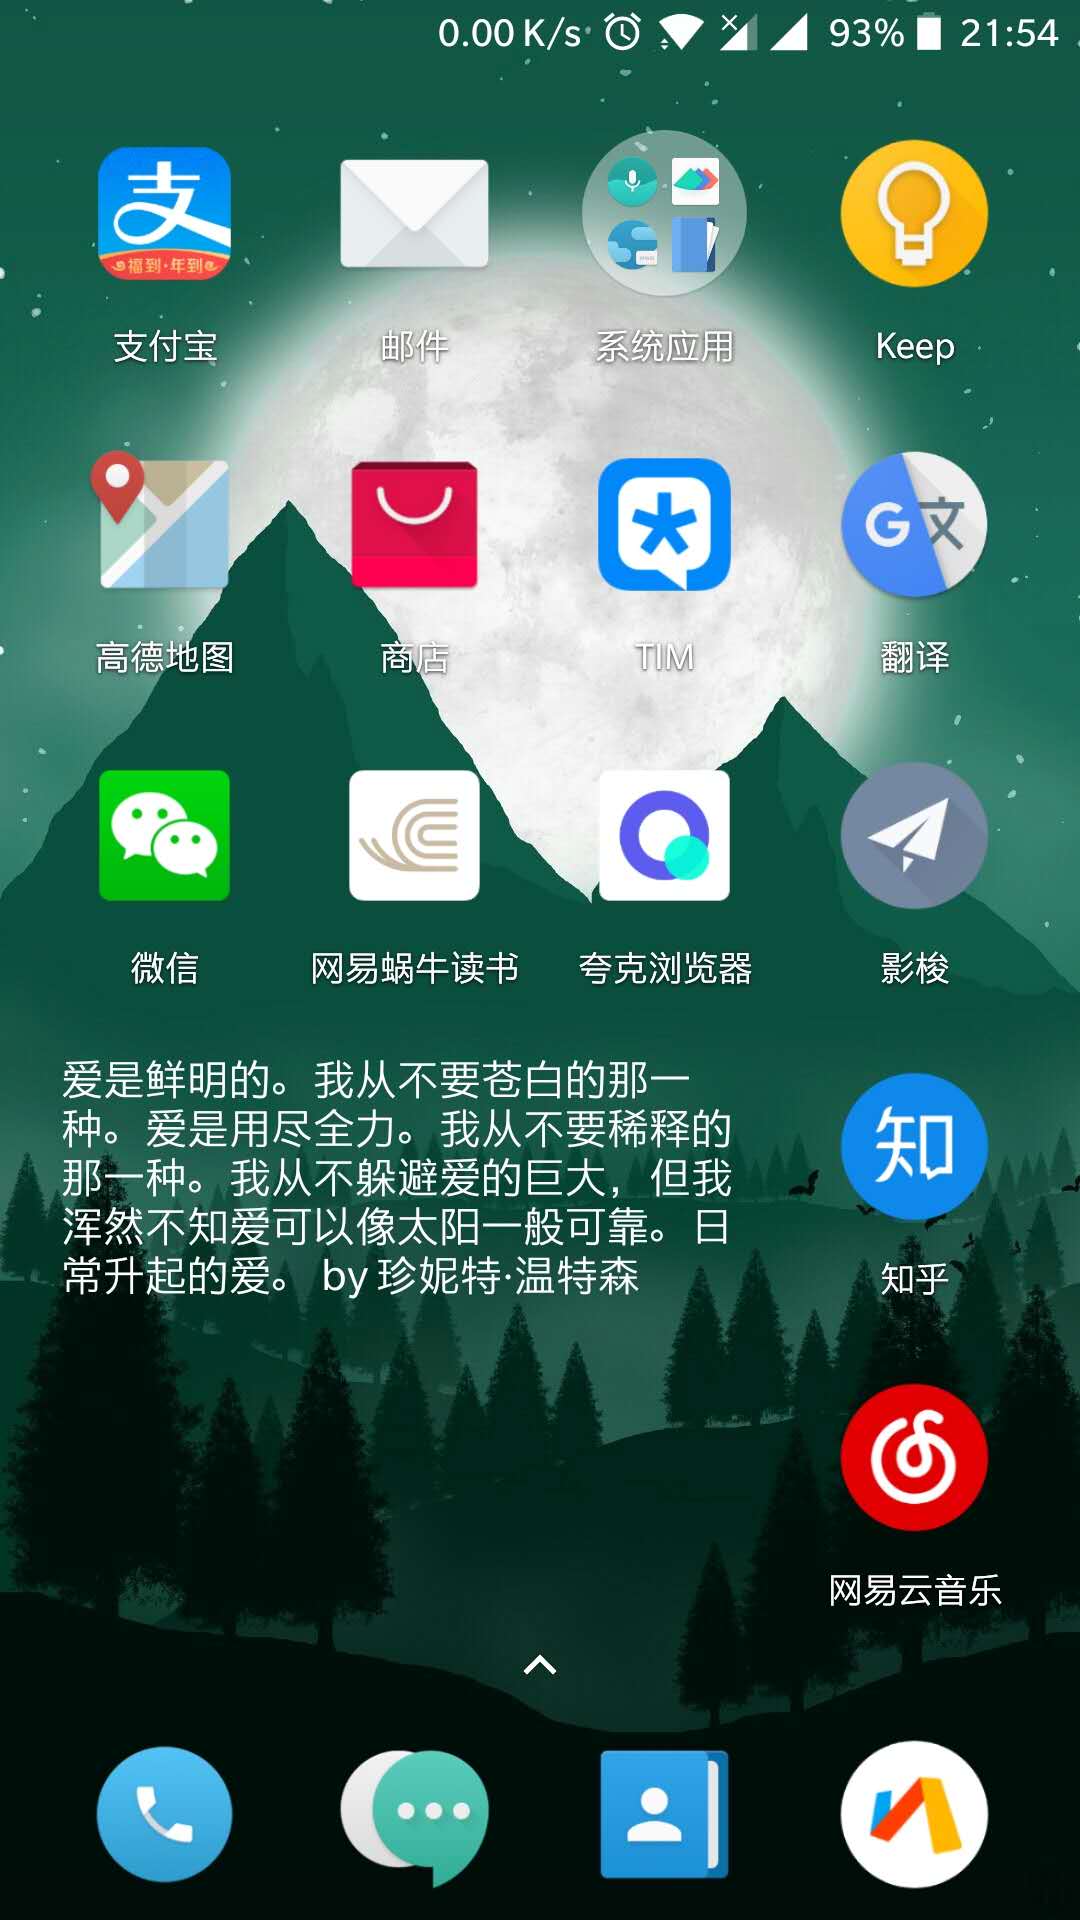 0.00 K/s 93% 21:54
支
福到·年到
支付宝
邮件
系统应用
Keep
高德地图
商店
TIM
G文
翻译
微信
网易蜗牛读书
夸克浏览器
影梭
爱是鲜明的。我从不要苍白的那一
种。爱是用尽全力。我从不要稀释的
那一种。我从不躲避爱的巨大，但我
浑然不知爱可以像太阳一般可靠。日
常升起的爱。 by 珍妮特·温特森
知
知乎
网易云音乐